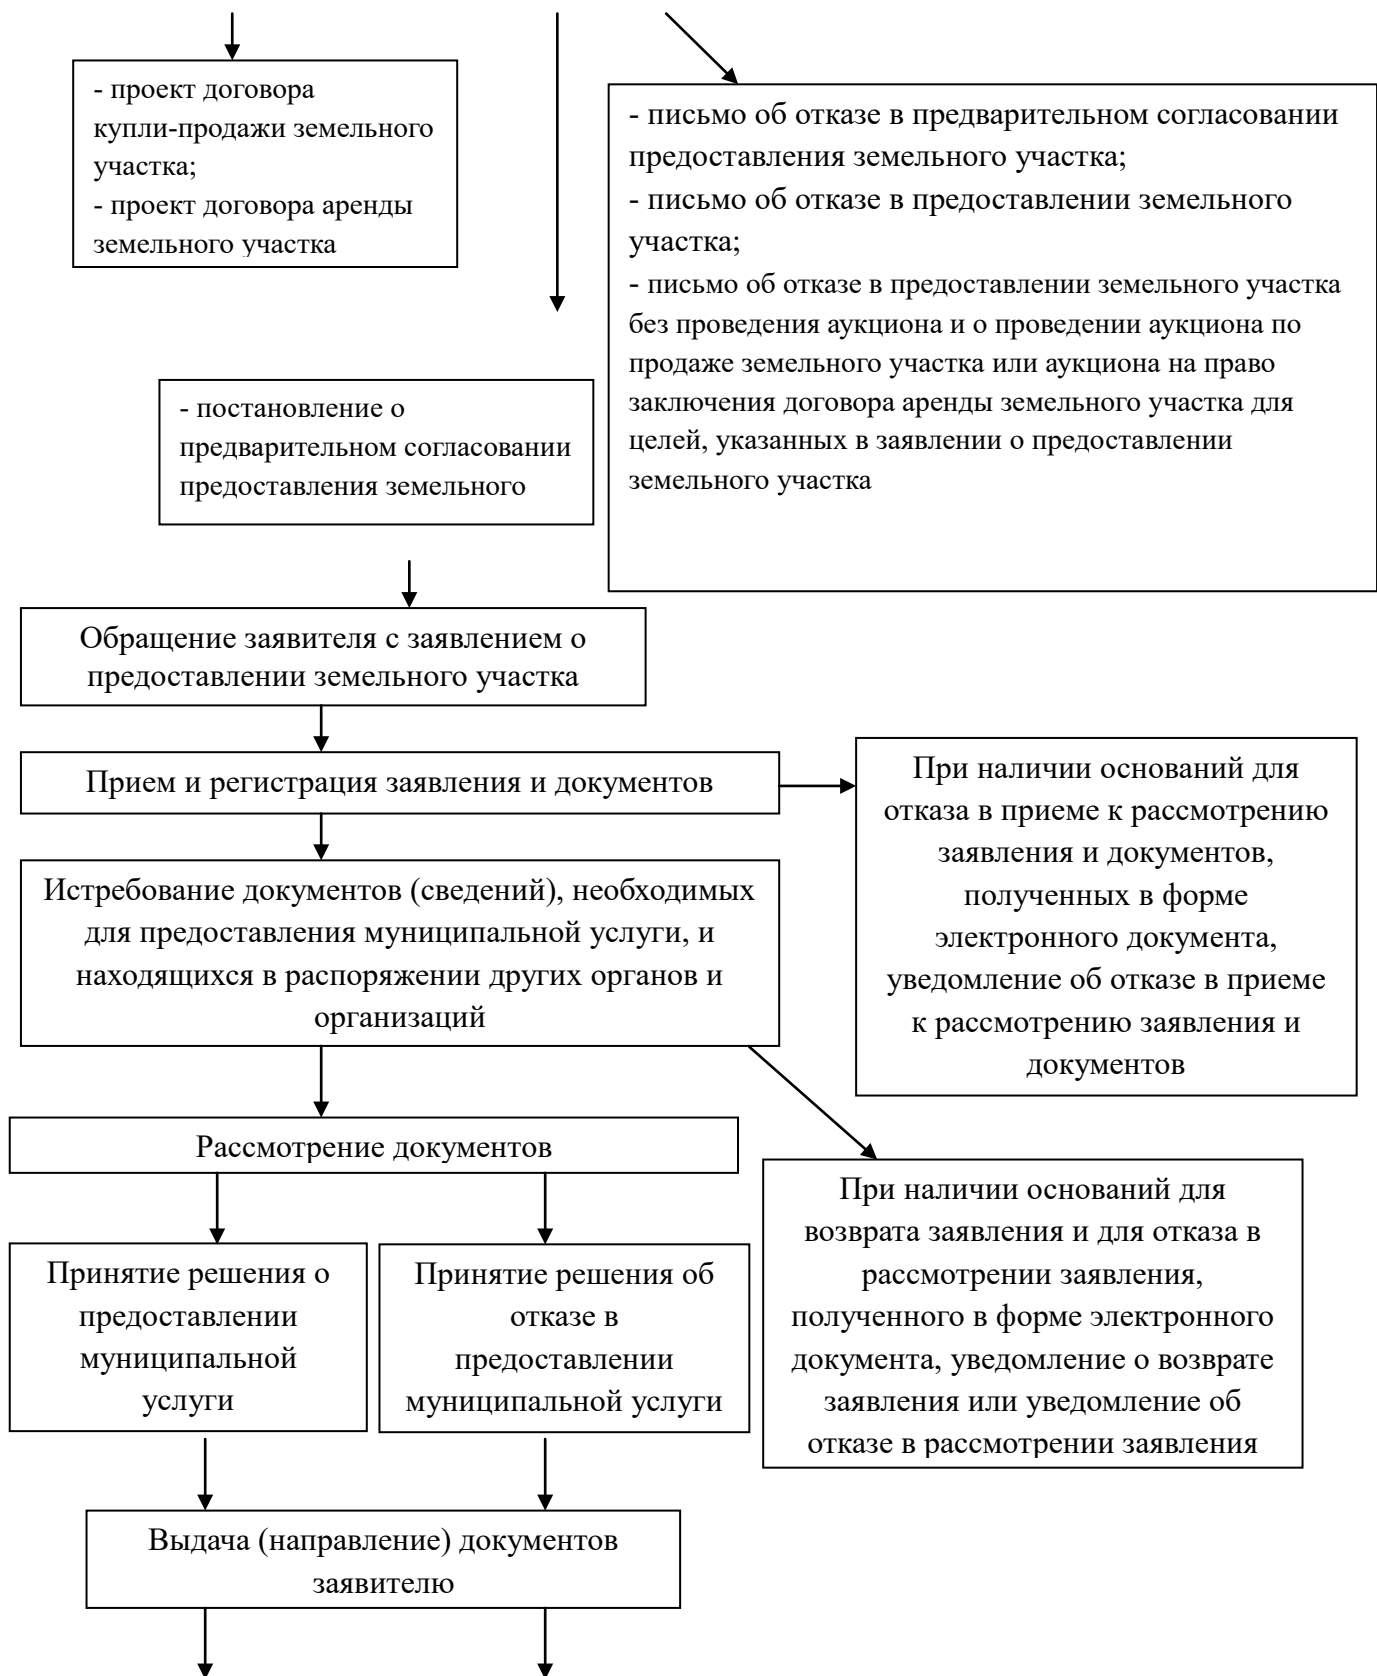 - проект договора
купли-продажи земельного
участка;
- проект договора аренды
земельного участка
- письмо об отказе в предварительном согласовании
предоставления земельного участка;
- письмо об отказе в предоставлении земельного
участка;
- письмо об отказе в предоставлении земельного участка
без проведения аукциона и о проведении аукциона по
продаже земельного участка или аукциона на право
заключения договора аренды земельного участка для
целей, указанных в заявлении о предоставлении
земельного участка
- постановление о
предварительном согласовании
предоставления земельного
Обращение заявителя с заявлением о
предоставлении земельного участка
Прием и регистрация заявления и документов
При наличии оснований для
отказа в приеме к рассмотрению
заявления и документов,
полученных в форме
электронного документа,
уведомление об отказе в приеме
к рассмотрению заявления и
документов
Истребование документов (сведений), необходимых
для предоставления муниципальной услуги, и
находящихся в распоряжении других органов и
организаций
Рассмотрение документов
При наличии оснований для
возврата заявления и для отказа в
рассмотрении заявления,
полученного в форме электронного
документа, уведомление о возврате
заявления или уведомление об
отказе в рассмотрении заявления
Принятие решения о
предоставлении
муниципальной
услуги
Принятие решения об
отказе в
предоставлении
муниципальной услуги
Выдача (направление) документов
заявителю